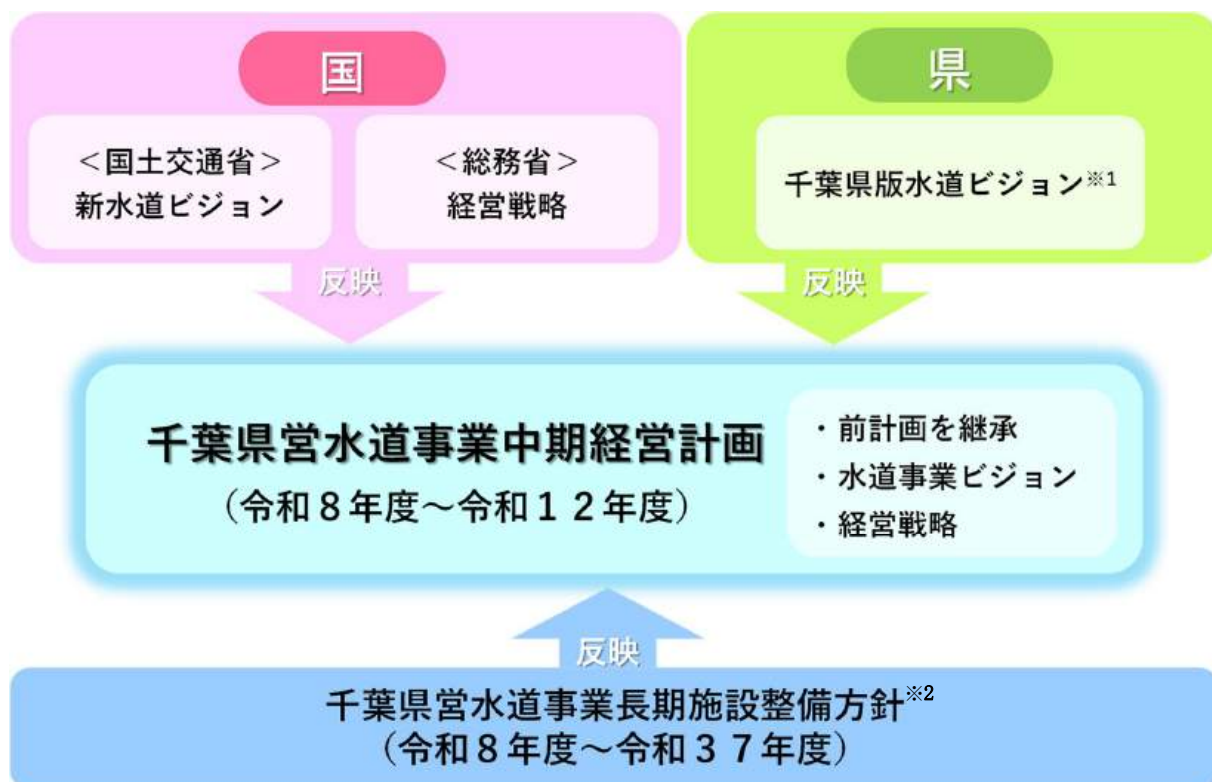 国
＜国土交通省＞
新水道ビジョン
＜総務省＞
経営戦略
県
千葉県版水道ビジョン※1
反映
反映
千葉県営水道事業中期経営計画
（令和８年度～令和１２年度）
・前計画を継承
・水道事業ビジョン
・経営戦略
反映
千葉県営水道事業長期施設整備方針※2
（令和８年度～令和３７年度）